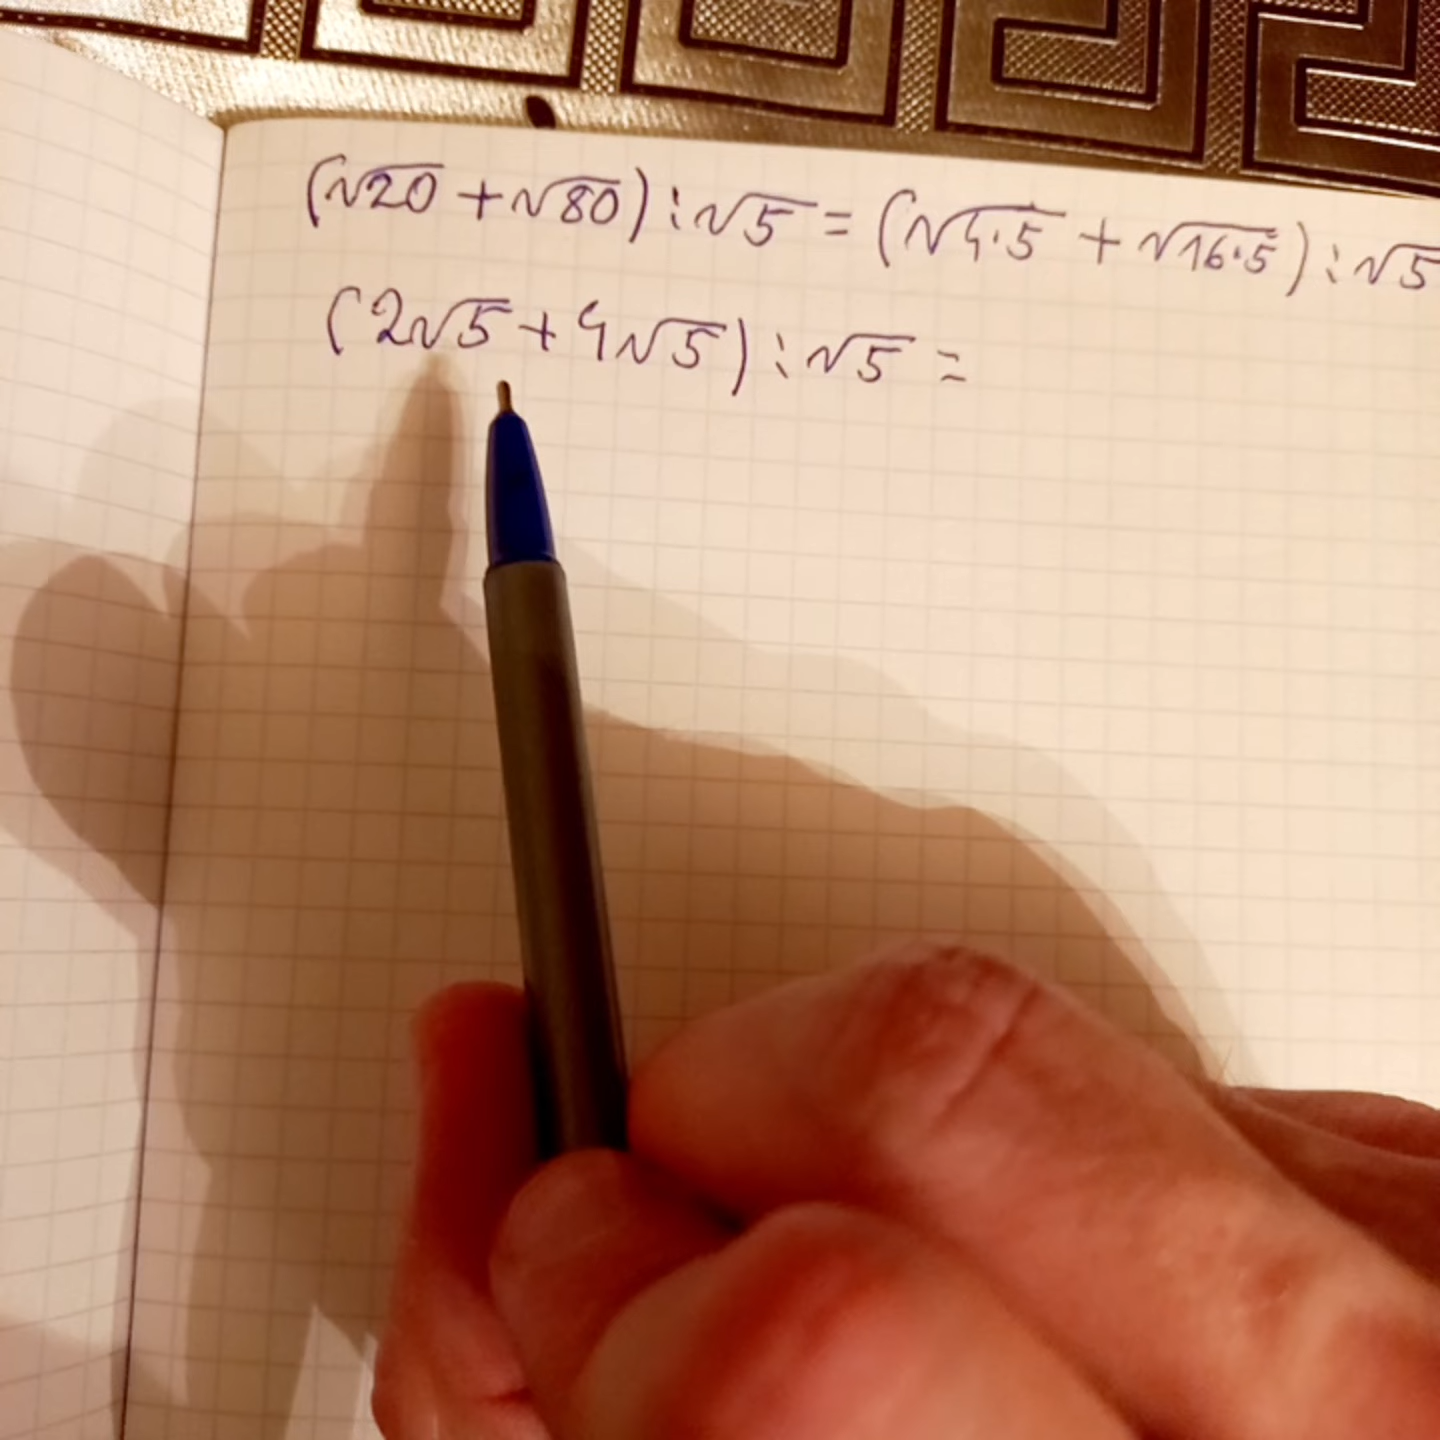 (√20 + √80) : √5 = (√4·5 + √16·5) : √5
(2√5 + 4√5) : √5 =